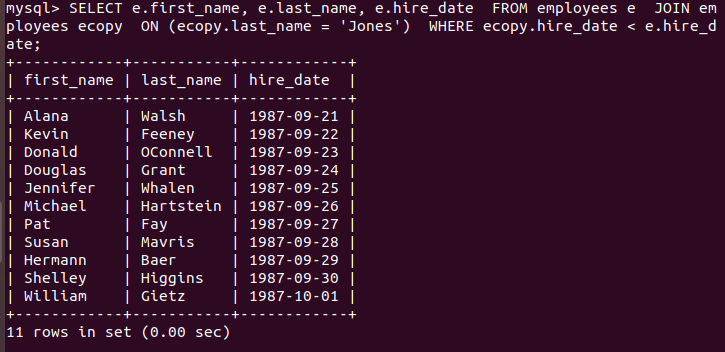 mysql> SELECT e.first_name, e.last_name, e.hire_date  FROM employees e  JOIN em
ployees ecopy  ON (ecopy.last_name = 'Jones')  WHERE ecopy.hire_date < e.hire_d
ate;
+------------+-----------+------------+
| first_name | last_name | hire_date  |
+------------+-----------+------------+
| Alana      | Walsh     | 1987-09-21 |
| Kevin      | Feeney    | 1987-09-22 |
| Donald     | OConnell  | 1987-09-23 |
| Douglas    | Grant     | 1987-09-24 |
| Jennifer   | Whalen    | 1987-09-25 |
| Michael    | Hartstein | 1987-09-26 |
| Pat        | Fay       | 1987-09-27 |
| Susan      | Mavris    | 1987-09-28 |
| Hermann    | Baer      | 1987-09-29 |
| Shelley    | Higgins   | 1987-09-30 |
| William    | Gietz     | 1987-10-01 |
+------------+-----------+------------+
11 rows in set (0.00 sec)